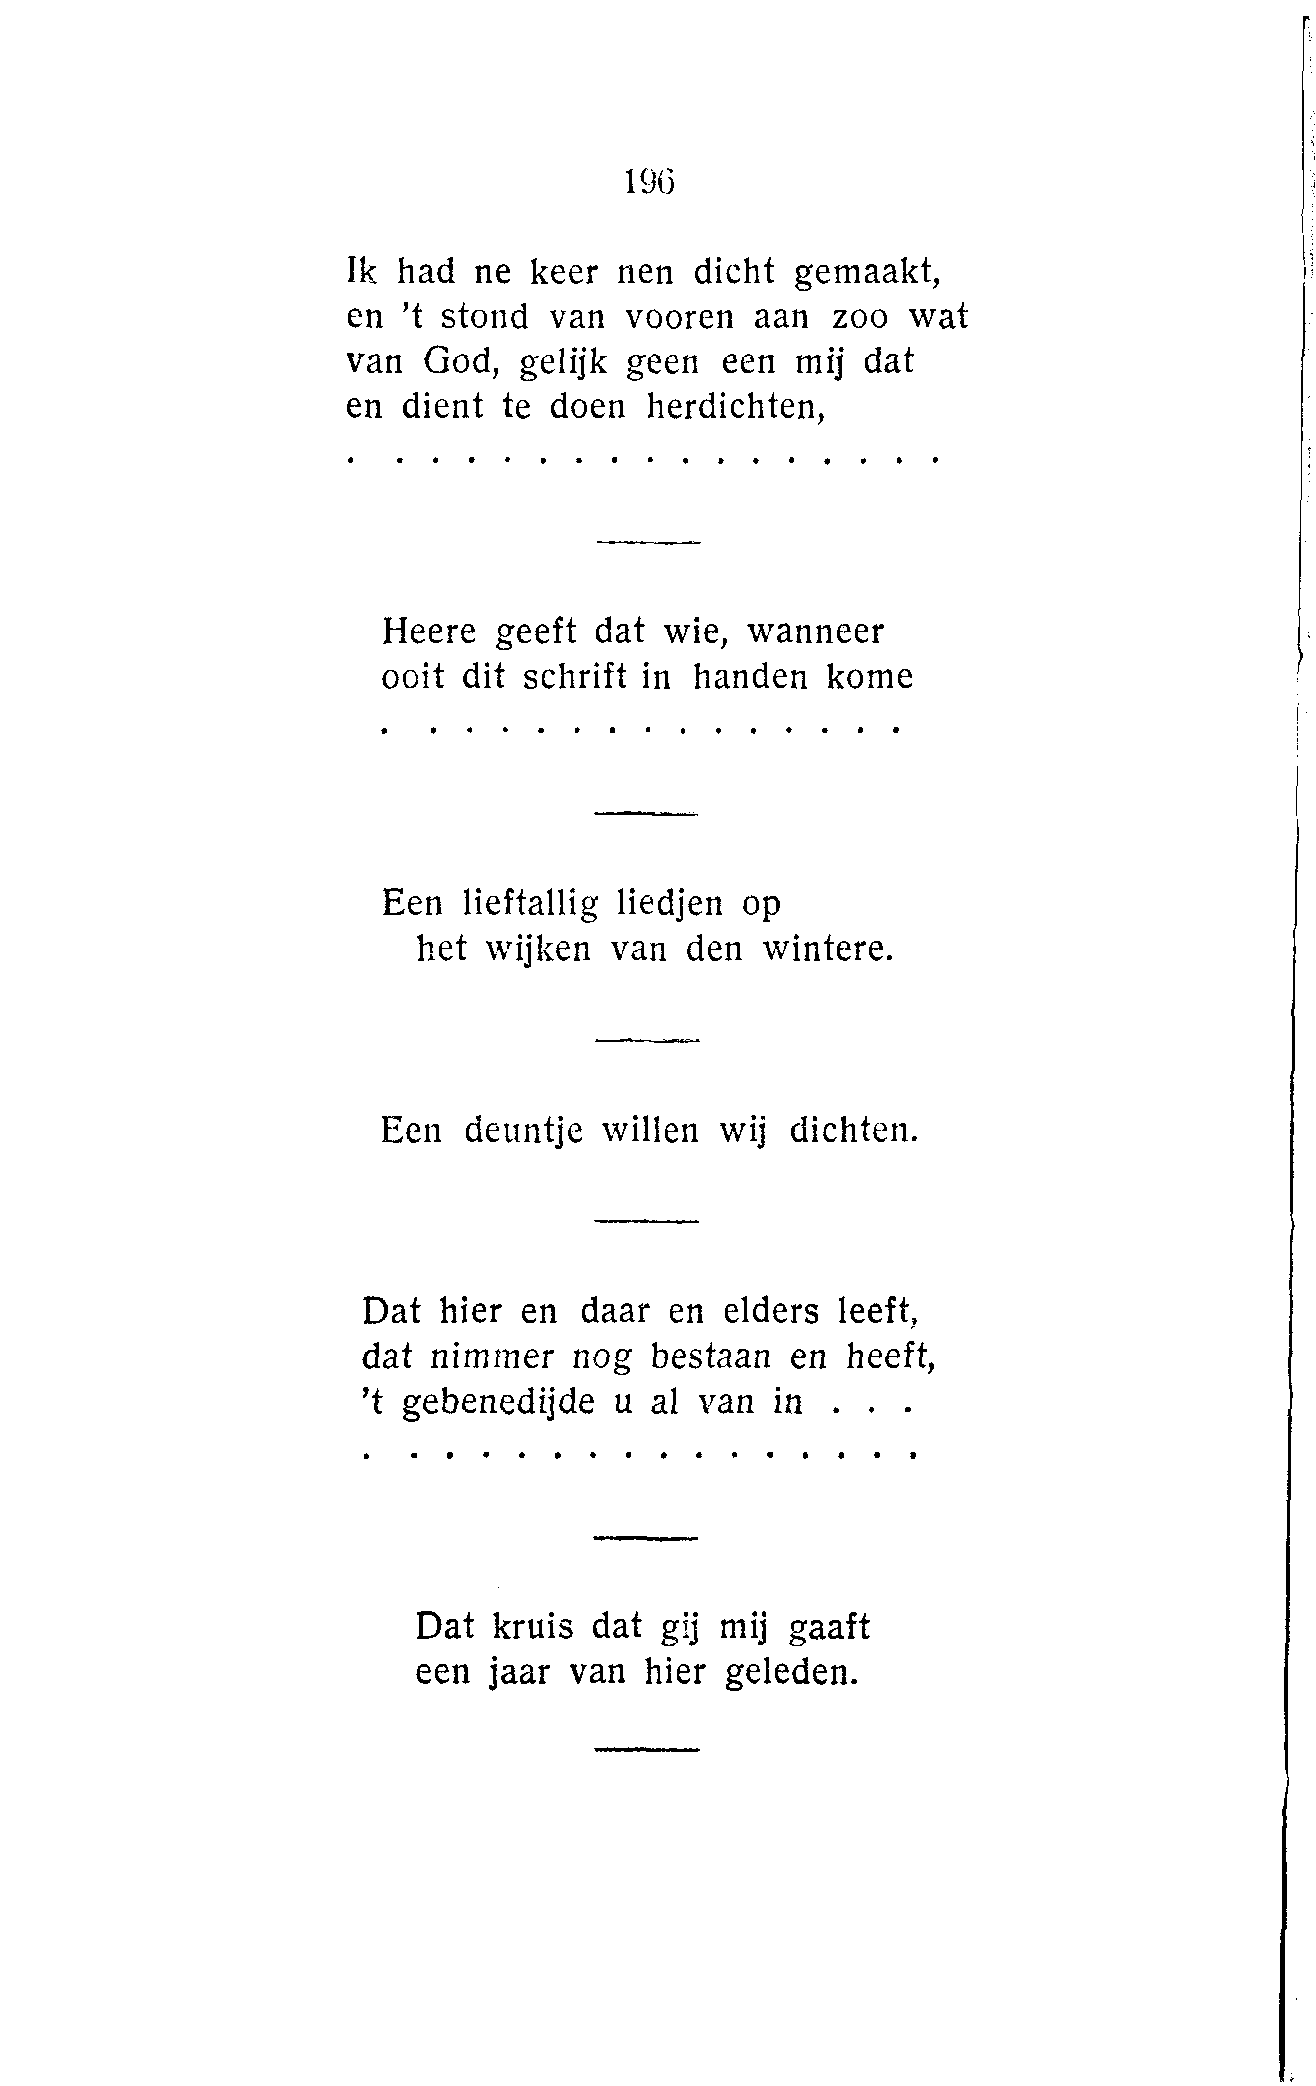 196
Ik had ne keer nen dicht gemaakt,
en 't stond van vooren aan zoo wat
van God, gelijk geen een mij dat
en dient te doen herdichten,
. . . . . . . . . . . . . . . . .
Heere geeft dat wie, wanneer
ooit dit schrift in handen kome
. . . . . . . . . . . . . . .
Een lieftallig liedjen op
het wijken van den wintere.
Een deuntje willen wij dichten.
Dat hier en daar en elders leeft,
dat nimmer nog bestaan en heeft,
't gebenedijde u al van in . . .
. . . . . . . . . . . . . . . .
Dat kruis dat gij mij gaaft
een jaar van hier geleden.